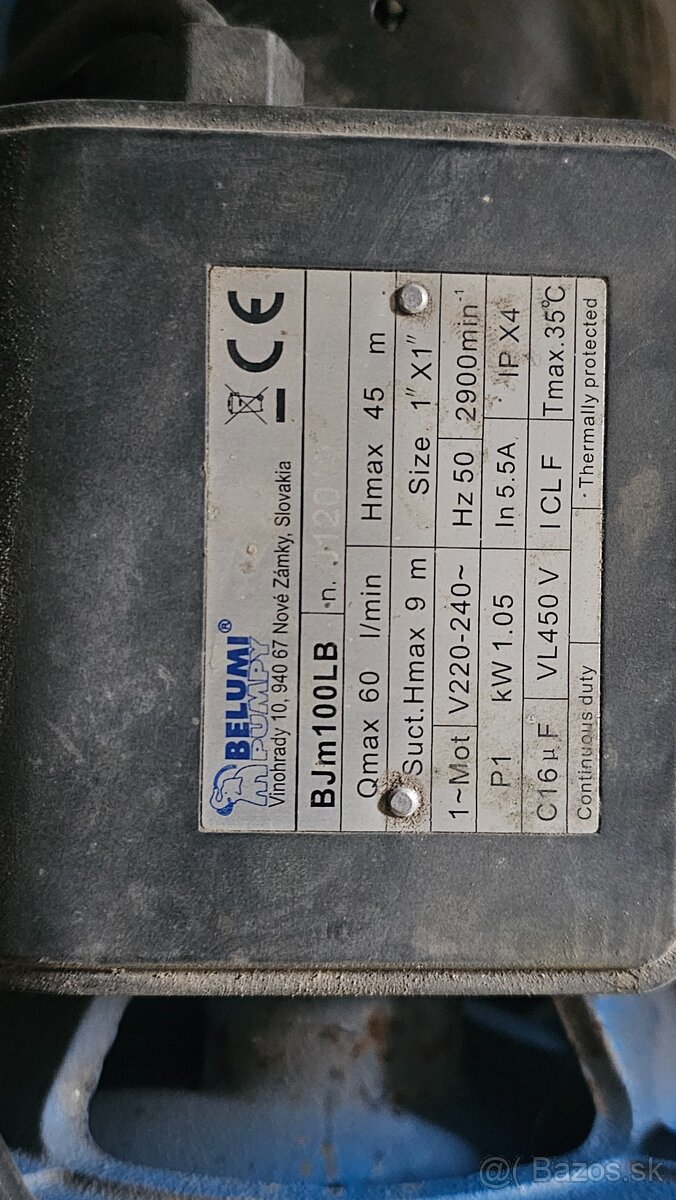 BELUMI®
PUMPY
CE
Vinohrady 10, 940 67 Nové Zámky, Slovakia
BJm100LB n. 120
Qmax 60 l/min Hmax 45 m
Suct.Hmax 9 m Size 1" X1"
1~Mot V220-240~ Hz 50 2900min⁻¹
P1 kW 1.05 In 5.5A IP X4
C16µF VL450 V I CL F Tmax.35℃
Continuous duty · Thermally protected
@( Bazos.sk